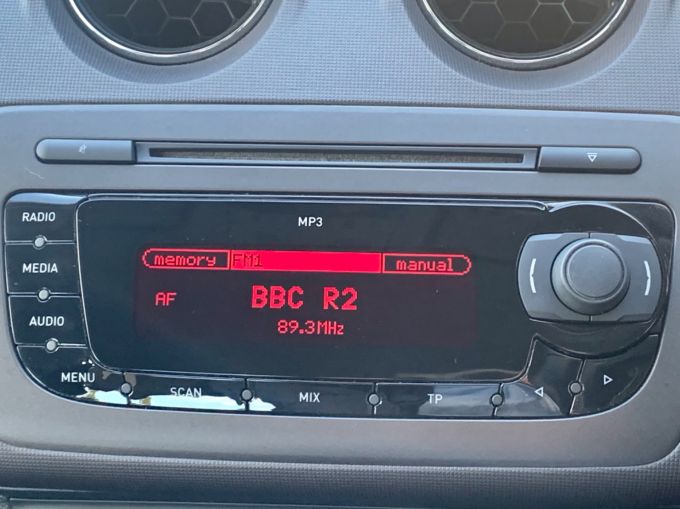 MP3
RADIO
MEDIA
AUDIO
memory FM1 manual
AF BBC R2
89.3MHz
MENU SCAN MIX TP